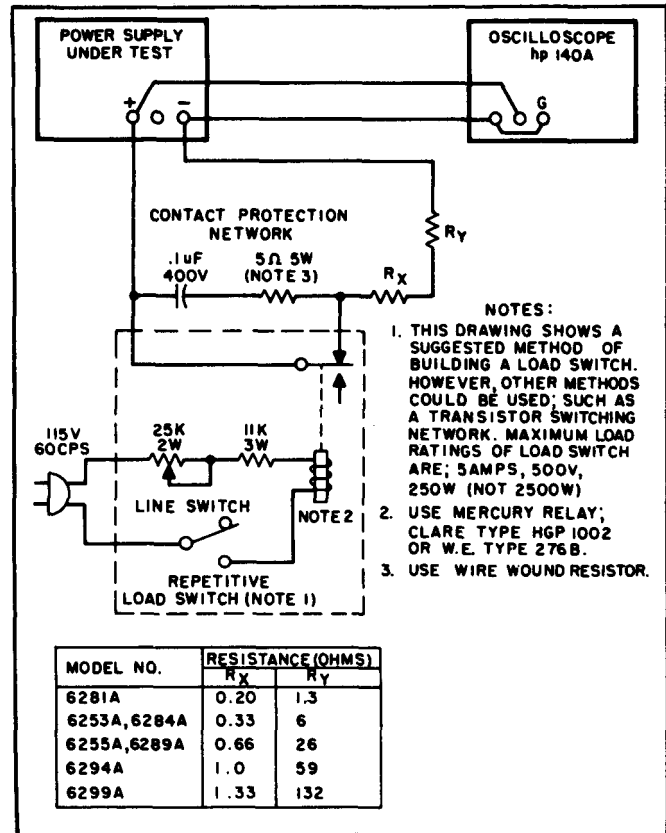 POWER SUPPLY
UNDER TEST
+ -
OSCILLOSCOPE
hp 140A
G
CONTACT PROTECTION
NETWORK
.1uF
400V
5Ω 5W
(NOTE 3)
RX
RY
115V
60CPS
25K
2W
11K
3W
LINE SWITCH
NOTE 2
REPETITIVE
LOAD SWITCH (NOTE 1)
NOTES:
1. THIS DRAWING SHOWS A
SUGGESTED METHOD OF
BUILDING A LOAD SWITCH.
HOWEVER, OTHER METHODS
COULD BE USED; SUCH AS
A TRANSISTOR SWITCHING
NETWORK. MAXIMUM LOAD
RATINGS OF LOAD SWITCH
ARE; 5AMPS, 500V,
250W (NOT 2500W)
2. USE MERCURY RELAY;
CLARE TYPE HGP 1002
OR W.E. TYPE 276B.
3. USE WIRE WOUND RESISTOR.
MODEL NO. RESISTANCE (OHMS)
RX RY
6281A 0.20 1.3
6253A, 6284A 0.33 6
6255A, 6289A 0.66 26
6294A 1.0 59
6299A 1.33 132